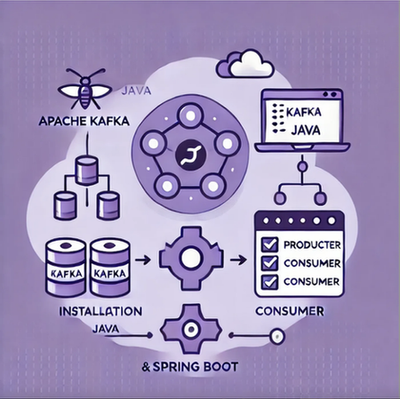 JAVA
APACHE KAFKA
KAFKA
JAVA
KAFKA
KAFKA
PRODUCTER
CONSUMER
CONSUMER
INSTALLATION
JAVA
CONSUMER
& SPRING BOOT